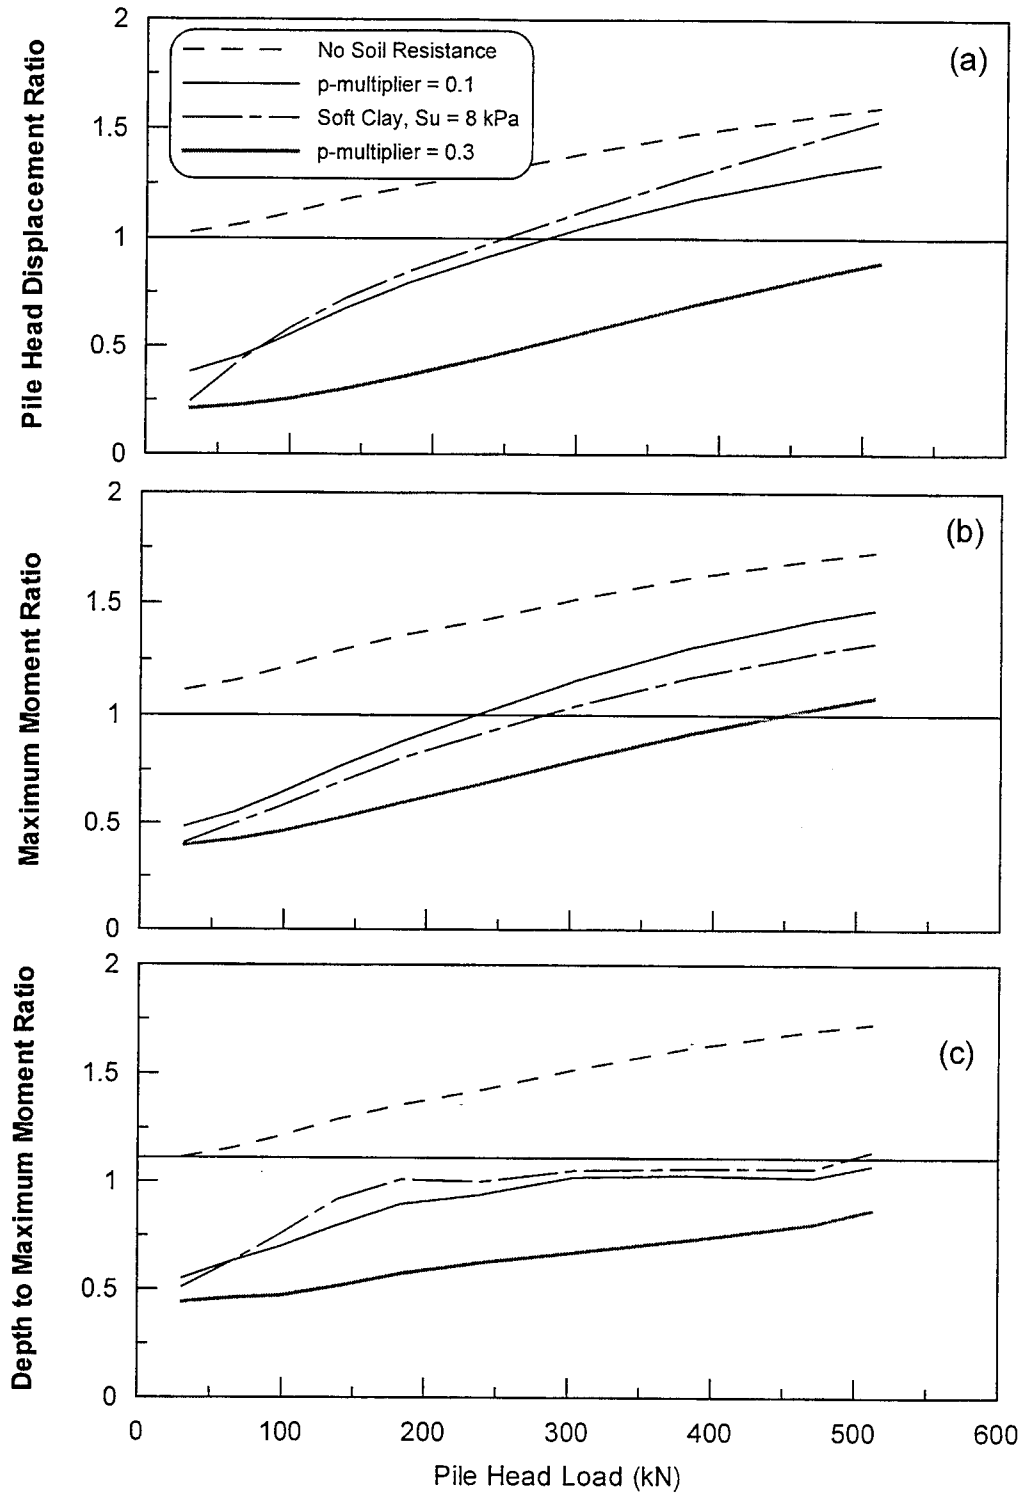 Pile Head Displacement Ratio
2
1.5
1
0.5
0
No Soil Resistance
p-multiplier = 0.1
Soft Clay, Su = 8 kPa
p-multiplier = 0.3
(a)
Maximum Moment Ratio
2
1.5
1
0.5
0
(b)
Depth to Maximum Moment Ratio
2
1.5
1
0.5
0
(c)
0 100 200 300 400 500 600
Pile Head Load (kN)